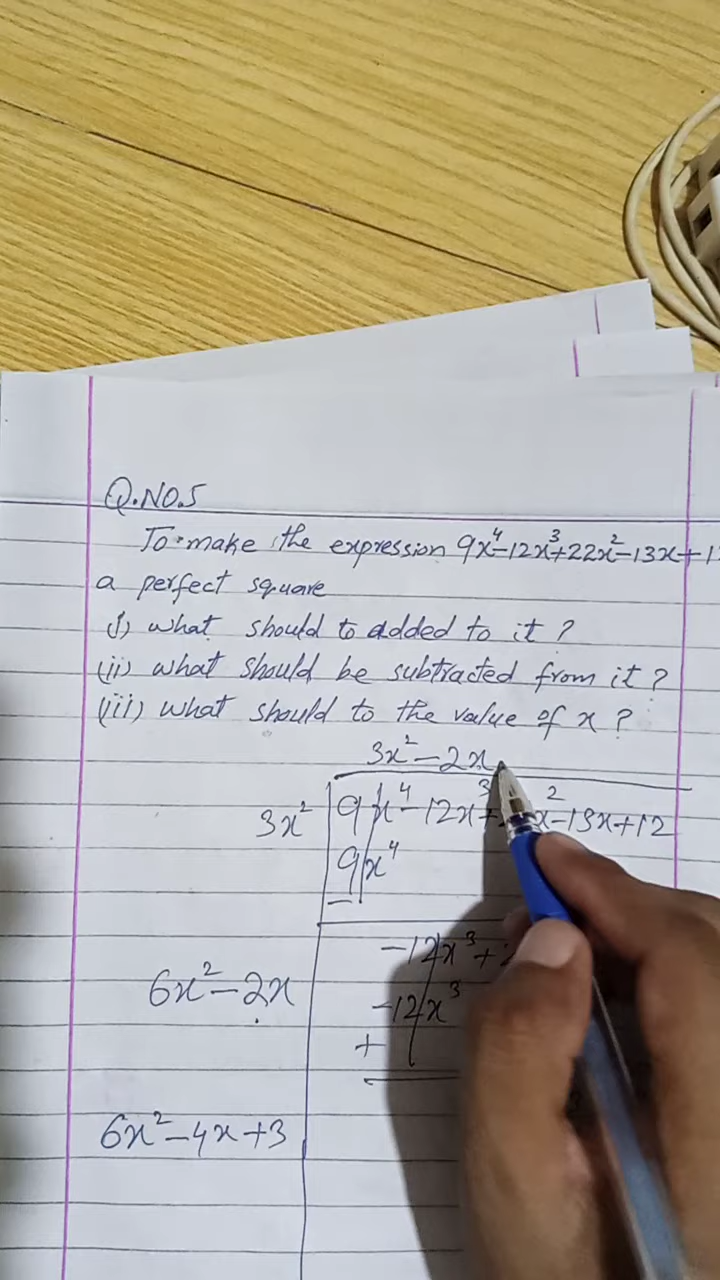 Q.NO.5
To make the expression 9x⁴-12x³+22x²-13x+1
a perfect square
(i) what should to added to it?
(ii) what should be subtracted from it?
(iii) what should to the value of x?
3x²-2x
3x² 9x⁴-12x³+ x²-13x+12
9x⁴
-
-12x³+
6x²-2x -12x³
+
6x²-4x+3